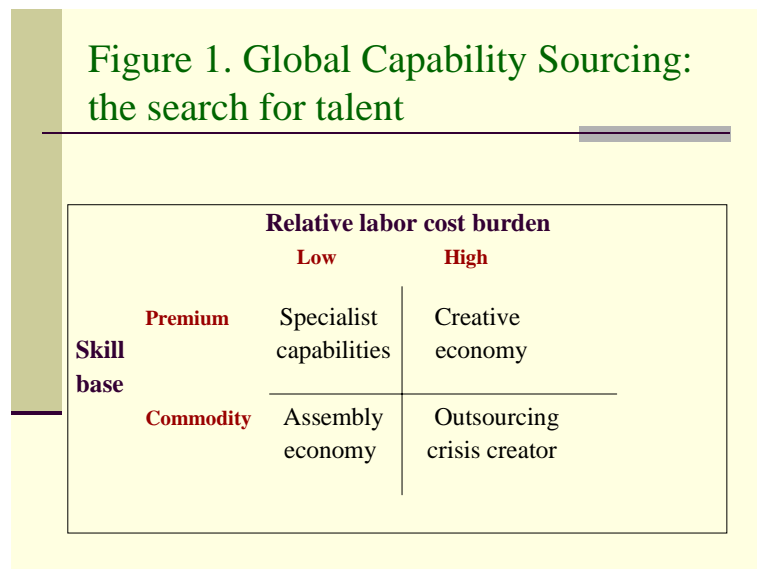 Figure 1. Global Capability Sourcing:
the search for talent
Relative labor cost burden
Low High
Premium Specialist Creative
Skill capabilities economy
base
Commodity Assembly Outsourcing
economy crisis creator